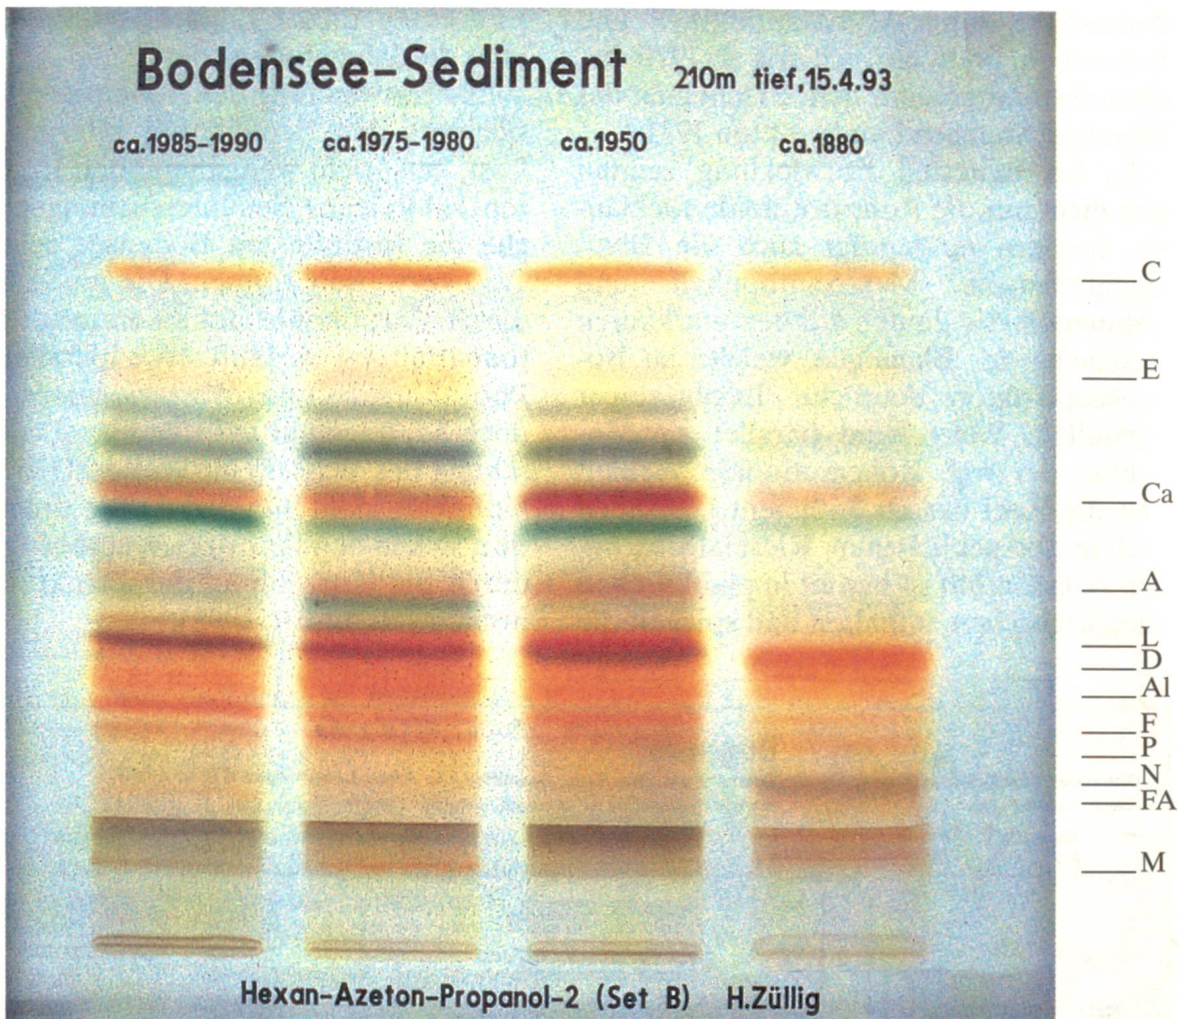 Bodensee-Sediment 210m tief,15.4.93
ca.1985-1990 ca.1975-1980 ca.1950 ca.1880
C
E
Ca
A
L
D
Al
F
P
N
FA
M
Hexan-Azeton-Propanol-2 (Set B) H.Züllig